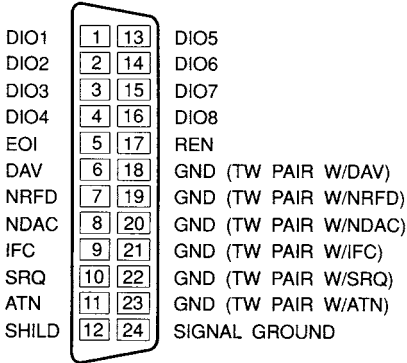 DIO1 1 13 DIO5
DIO2 2 14 DIO6
DIO3 3 15 DIO7
DIO4 4 16 DIO8
EOI 5 17 REN
DAV 6 18 GND (TW PAIR W/DAV)
NRFD 7 19 GND (TW PAIR W/NRFD)
NDAC 8 20 GND (TW PAIR W/NDAC)
IFC 9 21 GND (TW PAIR W/IFC)
SRQ 10 22 GND (TW PAIR W/SRQ)
ATN 11 23 GND (TW PAIR W/ATN)
SHILD 12 24 SIGNAL GROUND